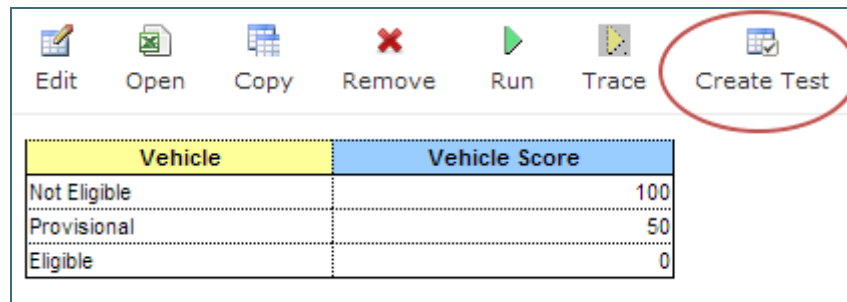 Edit Open Copy Remove Run Trace Create Test
Vehicle Vehicle Score
Not Eligible 100
Provisional 50
Eligible 0